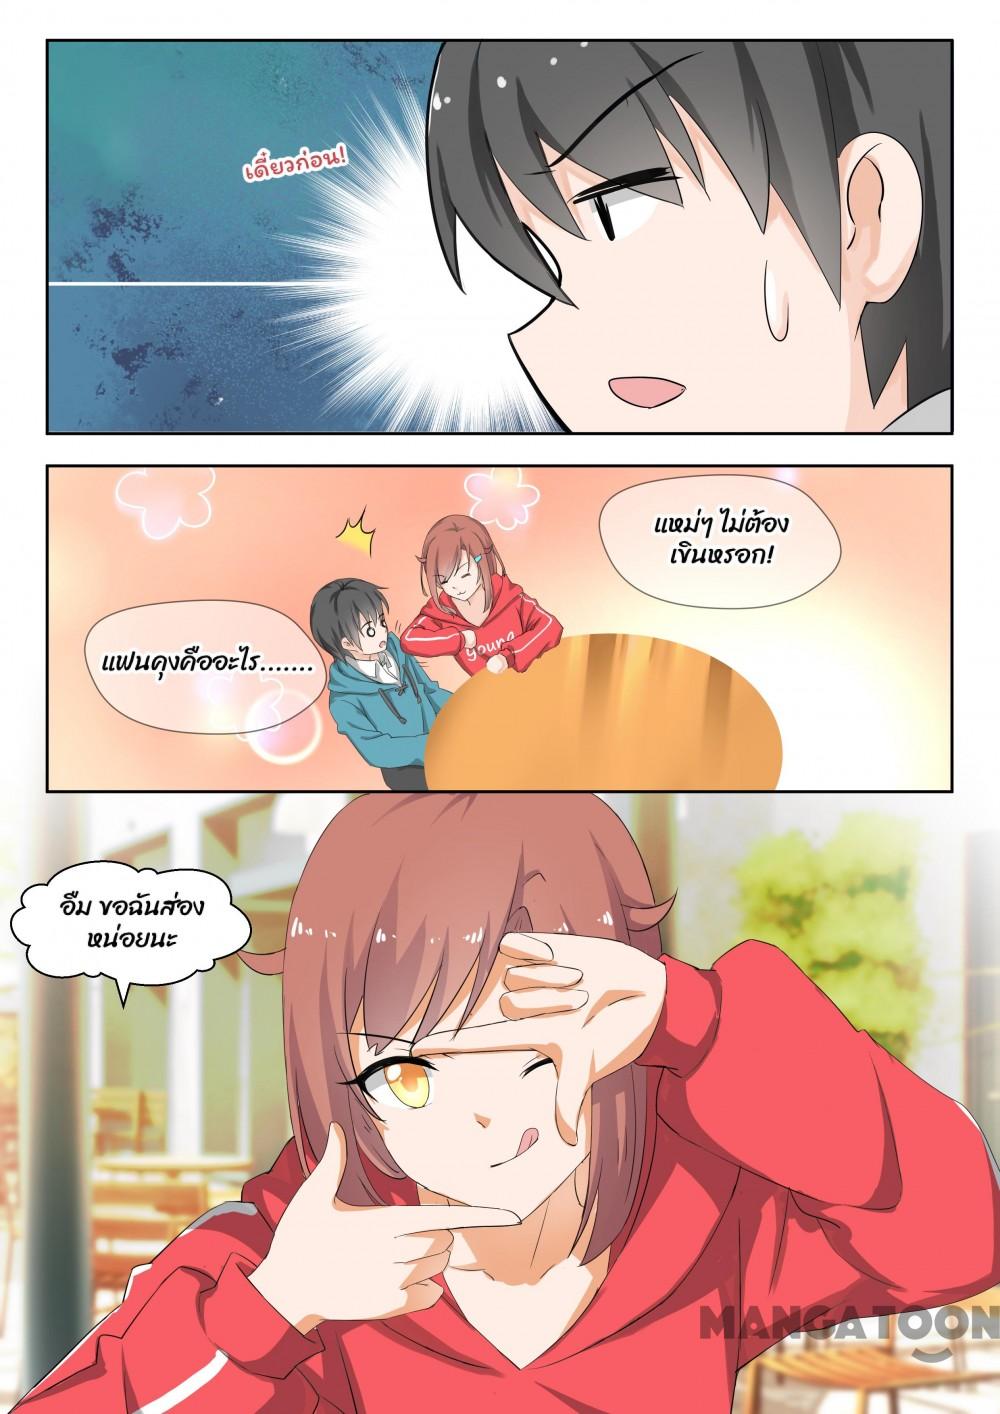 เดี๋ยวก่อน!
แหม่ๆ ไม่ต้อง
เขินหรอก!
young
แฟนคุงคืออะไร.......
อืม ขอฉันส่อง
หน่อยนะ
MANGATOON